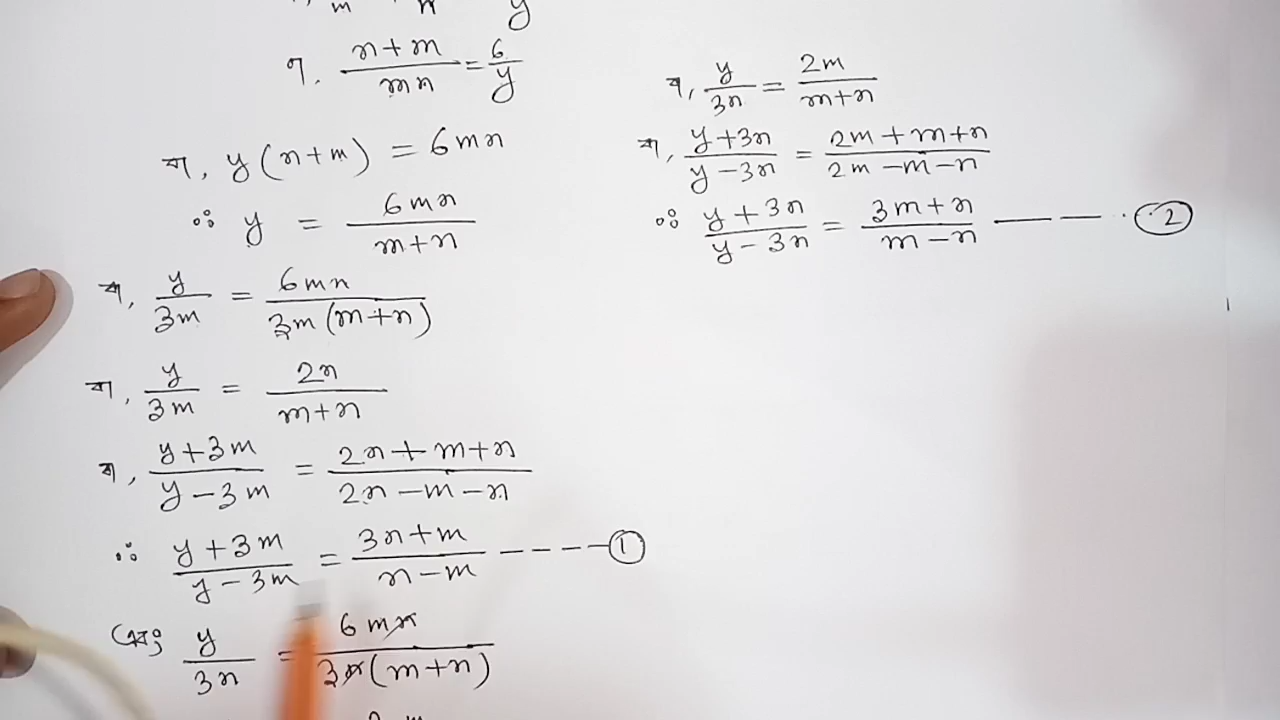 m n y
বা, n+m/mn = 6/y
বা, y(n+m) = 6mn
∴ y = 6mn/m+n
বা, y/3m = 6mn/3m(m+n)
বা, y/3m = 2n/m+n
বা, y+3m/y-3m = 2n+m+n/2n-m-n
∴ y+3m/y-3m = 3n+m/n-m ----①
এবং y/3n = 6mn/3n(m+n)
বা, y/3n = 2m/m+n
বা, y+3n/y-3n = 2m+m+n/2m-m-n
∴ y+3n/y-3n = 3m+n/m-n ---②